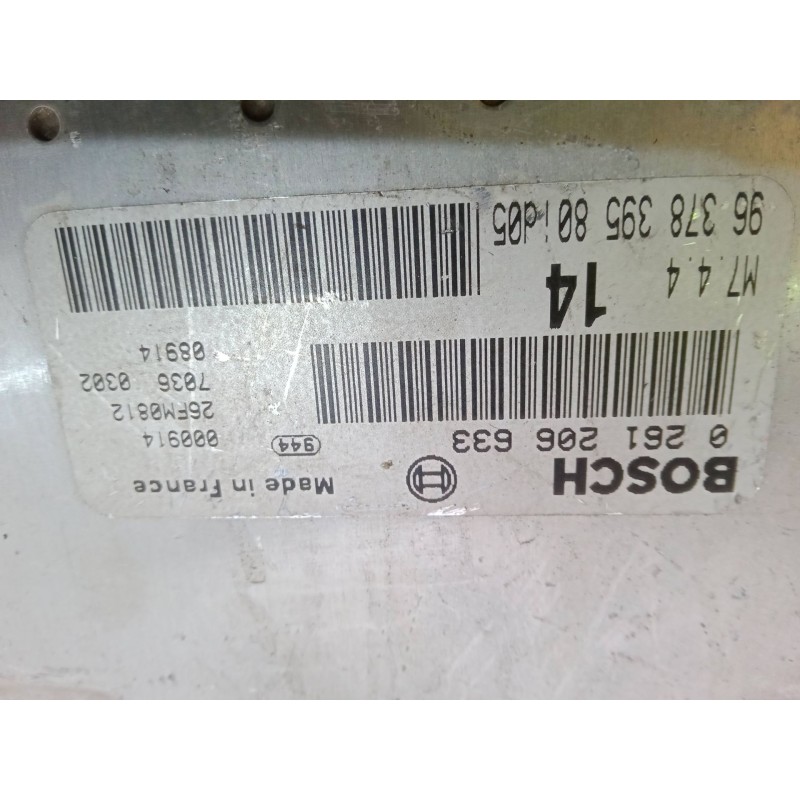 BOSCH Made in France
0 261 206 633 944 000914
26FM0812
7036 0302
08914
14
M7.4.4
96 378 395 80 id05